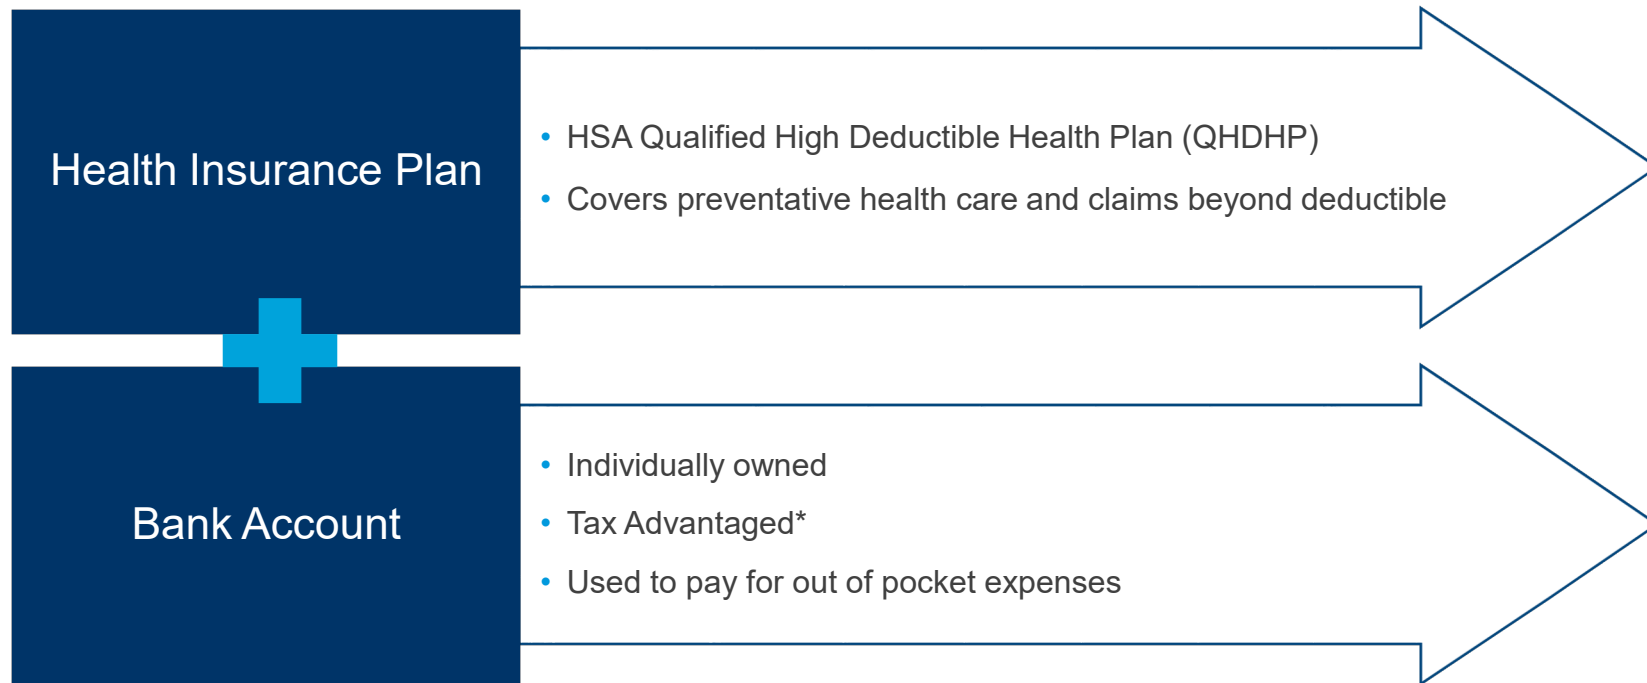 Health Insurance Plan
• HSA Qualified High Deductible Health Plan (QHDHP)
• Covers preventative health care and claims beyond deductible
Bank Account
• Individually owned
• Tax Advantaged*
• Used to pay for out of pocket expenses